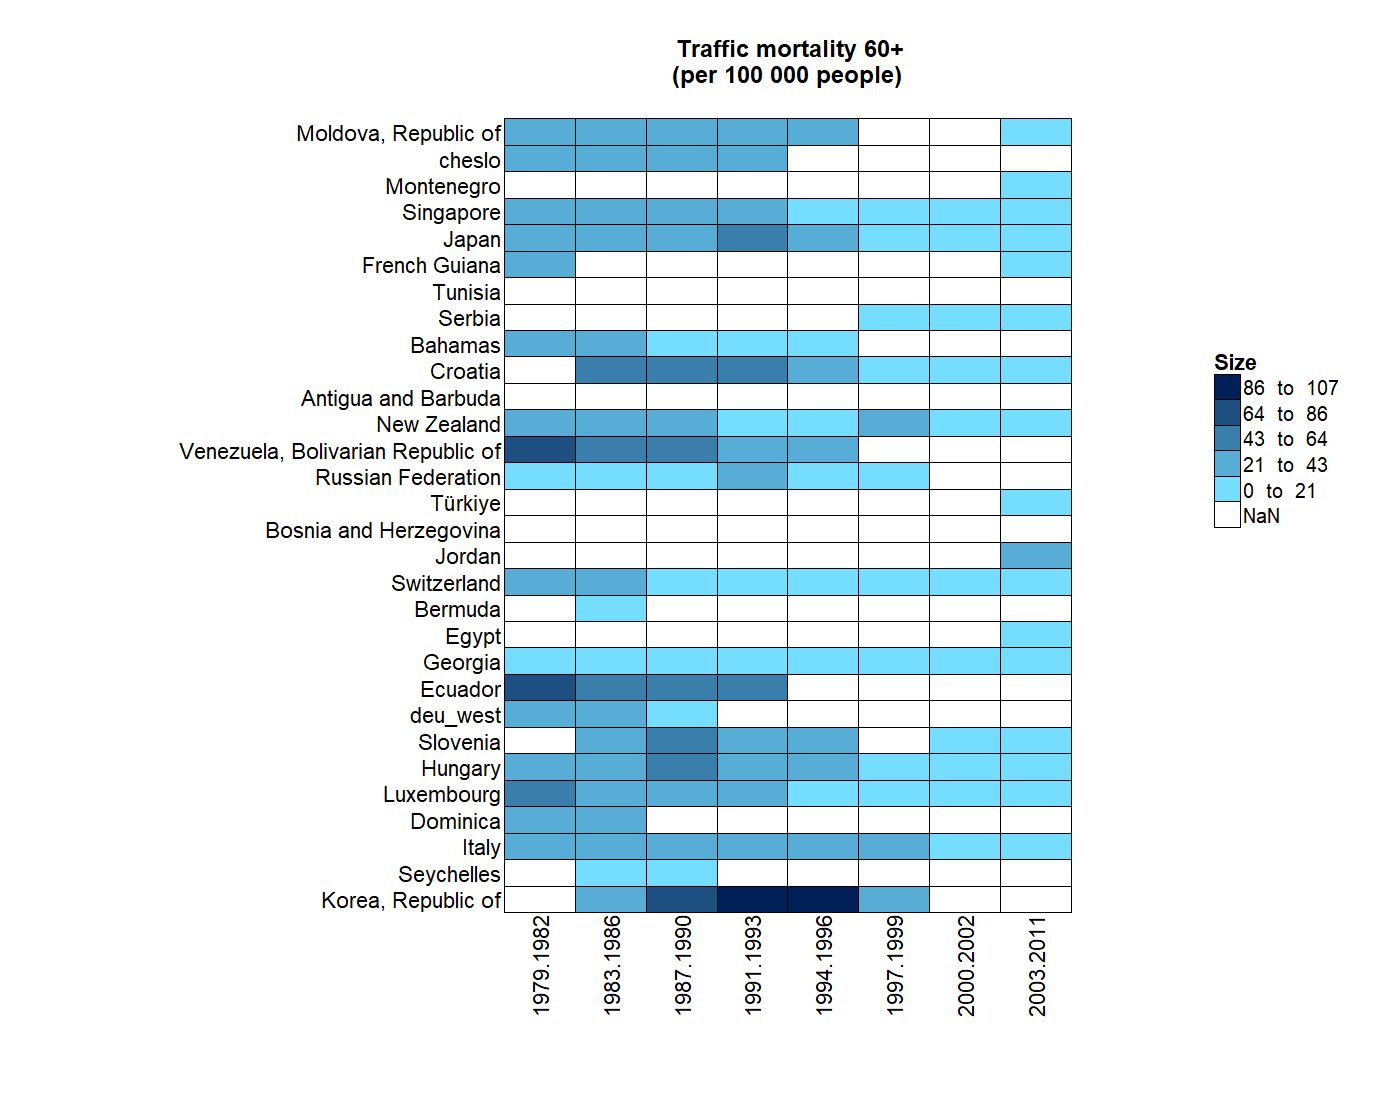 Traffic mortality 60+
(per 100 000 people)
Moldova, Republic of
cheslo
Montenegro
Singapore
Japan
French Guiana
Tunisia
Serbia
Bahamas
Croatia
Antigua and Barbuda
New Zealand
Venezuela, Bolivarian Republic of
Russian Federation
Türkiye
Bosnia and Herzegovina
Jordan
Switzerland
Bermuda
Egypt
Georgia
Ecuador
deu_west
Slovenia
Hungary
Luxembourg
Dominica
Italy
Seychelles
Korea, Republic of
1979.1982
1983.1986
1987.1990
1991.1993
1994.1996
1997.1999
2000.2002
2003.2011
Size
86 to 107
64 to 86
43 to 64
21 to 43
0 to 21
NaN